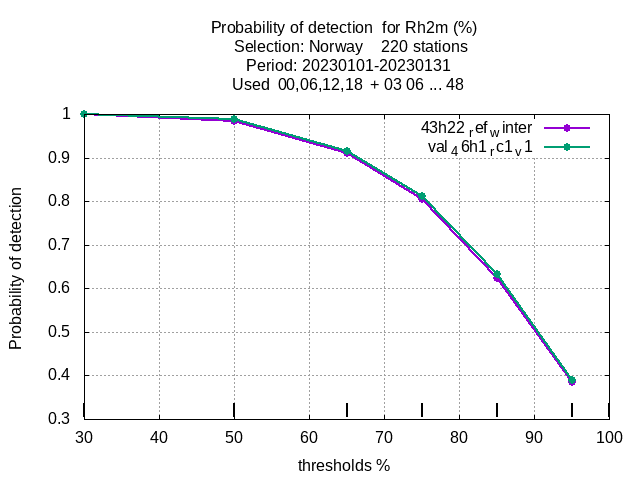 Probability of detection  for Rh2m (%)
Selection: Norway    220 stations
Period: 20230101-20230131
Used  00,06,12,18  + 03 06 ... 48
43h22 r ef w inter
val 4 6h1 r c1 v 1
Probability of detection
1
0.9
0.8
0.7
0.6
0.5
0.4
0.3
30 40 50 60 70 80 90 100
thresholds %